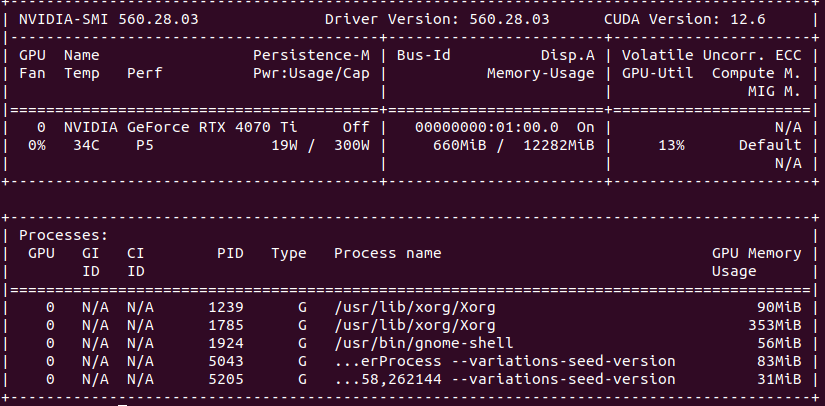 +-----------------------------------------------------------------------------------------+
| NVIDIA-SMI 560.28.03              Driver Version: 560.28.03      CUDA Version: 12.6     |
|-----------------------------------------+------------------------+----------------------+
| GPU  Name                 Persistence-M | Bus-Id          Disp.A | Volatile Uncorr. ECC |
| Fan  Temp   Perf          Pwr:Usage/Cap |           Memory-Usage | GPU-Util  Compute M. |
|                                         |                        |               MIG M. |
|=========================================+========================+======================|
|   0  NVIDIA GeForce RTX 4070 Ti     Off |   00000000:01:00.0  On |                  N/A |
|  0%   34C    P5             19W /  300W |     660MiB /  12282MiB |     13%      Default |
|                                         |                        |                  N/A |
+-----------------------------------------+------------------------+----------------------+
+-----------------------------------------------------------------------------------------+
| Processes:                                                                              |
|  GPU   GI   CI        PID   Type   Process name                              GPU Memory |
|        ID   ID                                                               Usage      |
|=========================================================================================|
|    0   N/A  N/A      1239      G   /usr/lib/xorg/Xorg                             90MiB |
|    0   N/A  N/A      1785      G   /usr/lib/xorg/Xorg                            353MiB |
|    0   N/A  N/A      1924      G   /usr/bin/gnome-shell                           56MiB |
|    0   N/A  N/A      5043      G   ...erProcess --variations-seed-version         83MiB |
|    0   N/A  N/A      5205      G   ...58,262144 --variations-seed-version         31MiB |
+-----------------------------------------------------------------------------------------+